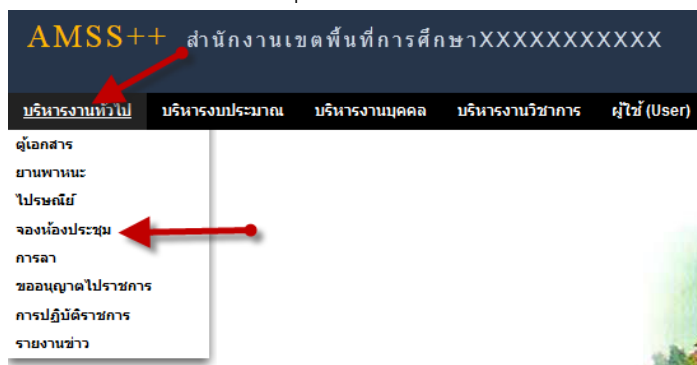 AMSS++ สำนักงานเขตพื้นที่การศึกษาXXXXXXXXXXX
บริหารงานทั่วไป บริหารงบประมาณ บริหารงานบุคคล บริหารงานวิชาการ ผู้ใช้ (User)
ตู้เอกสาร
ยานพาหนะ
ไปรษณีย์
จองห้องประชุม
การลา
ขออนุญาตไปราชการ
การปฏิบัติราชการ
รายงานข่าว